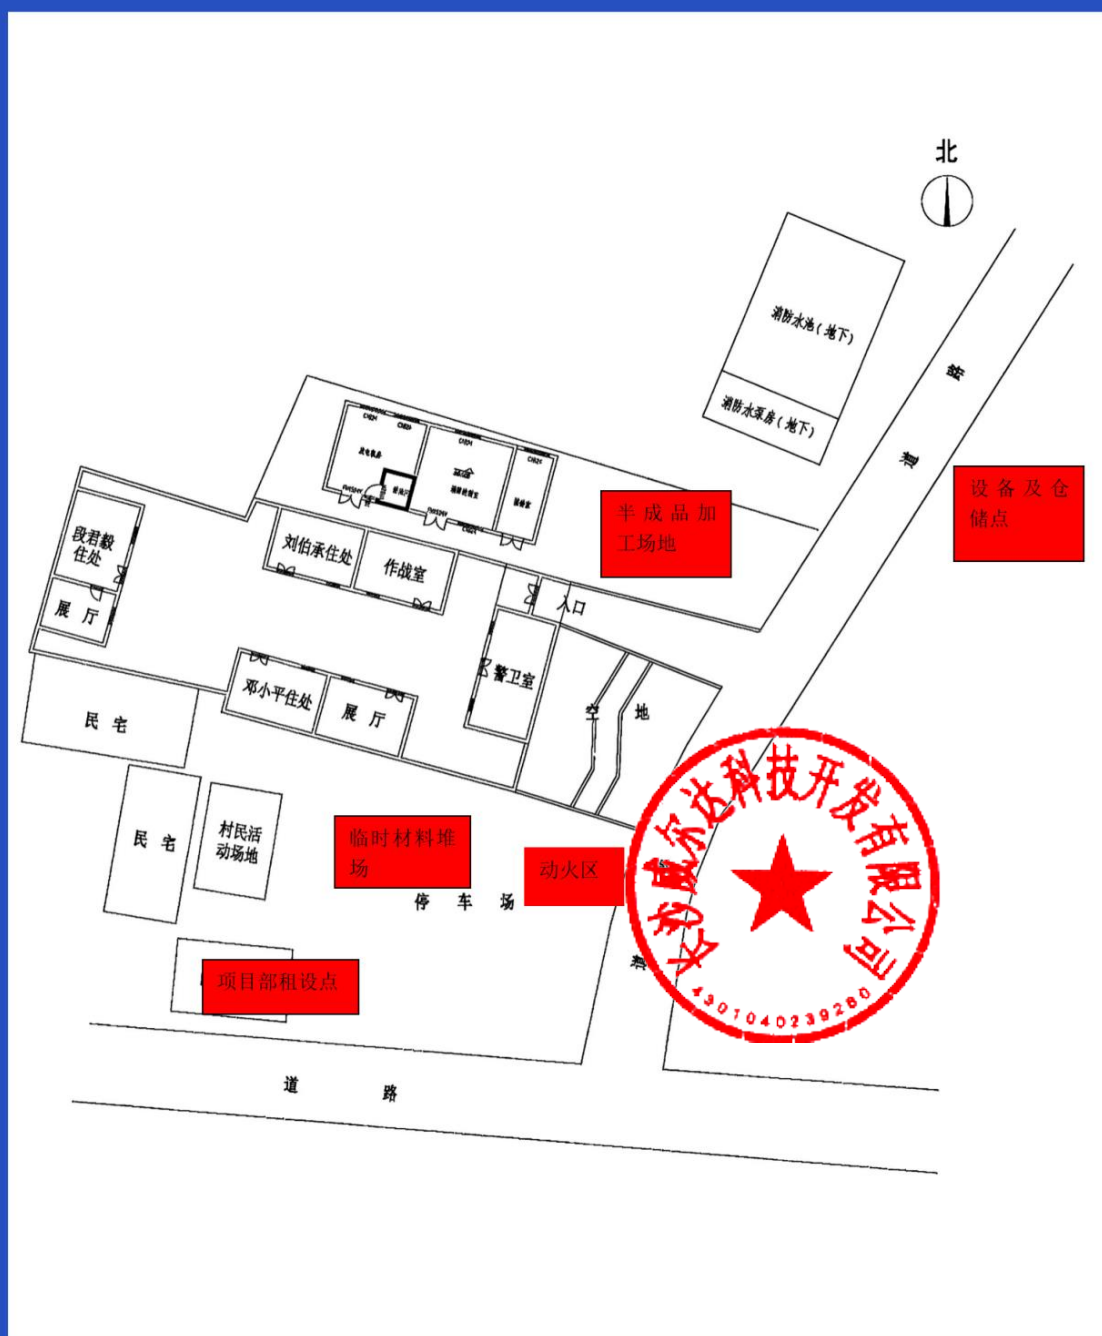 北
消防水池(地下)
消防水泵房(地下)
道
路
设备及仓
储点
半成品加
工场地
段君毅
住处
展厅
刘伯承住处
作战室
入口
警卫室
邓小平住处
展厅
空地
民宅
民宅
村民活
动场地
临时材料堆
场
动火区
停车场
项目部租设点
道
道路
长沙威尔达科技开发有限公司
4301040239280